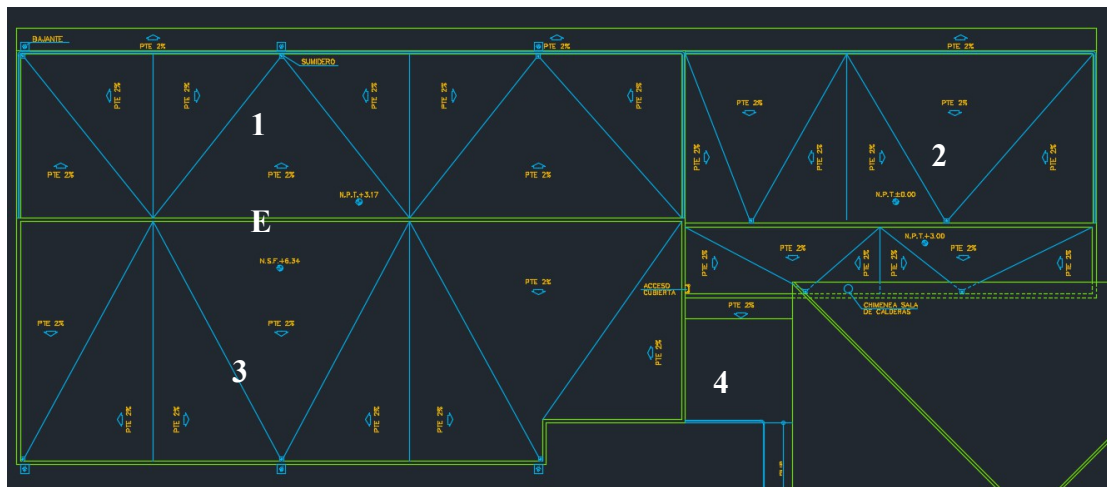 BAJANTE
PTE 2%
PTE 2%
PTE 2%
SUMIDERO
PTE 2%
PTE 2%
PTE 2%
PTE 2%
PTE 2%
PTE 2%
PTE 2%
1
2
PTE 2%
PTE 2%
PTE 2%
PTE 2%
PTE 2%
PTE 2%
PTE 2%
N.P.T.+3.17
N.P.T.±0.00
E
N.P.T.+3.00
PTE 2%
PTE 2%
N.S.F.+6.34
PTE 2%
PTE 2%
PTE 2%
PTE 2%
PTE 2%
ACCESO
CUBIERTA
CHIMENEA SALA
DE CALDERAS
PTE 2%
PTE 2%
PTE 2%
PTE 2%
3
4
PTE 2%
PTE 2%
PTE 2%
PTE 2%